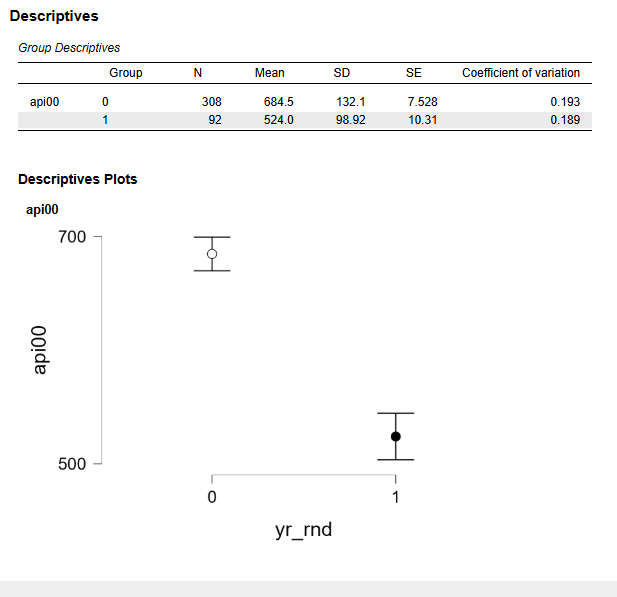 Descriptives
Group Descriptives
Group N Mean SD SE Coefficient of variation
api00 0 308 684.5 132.1 7.528 0.193
1 92 524.0 98.92 10.31 0.189
Descriptives Plots
api00
700
api00
500
0 1
yr_rnd